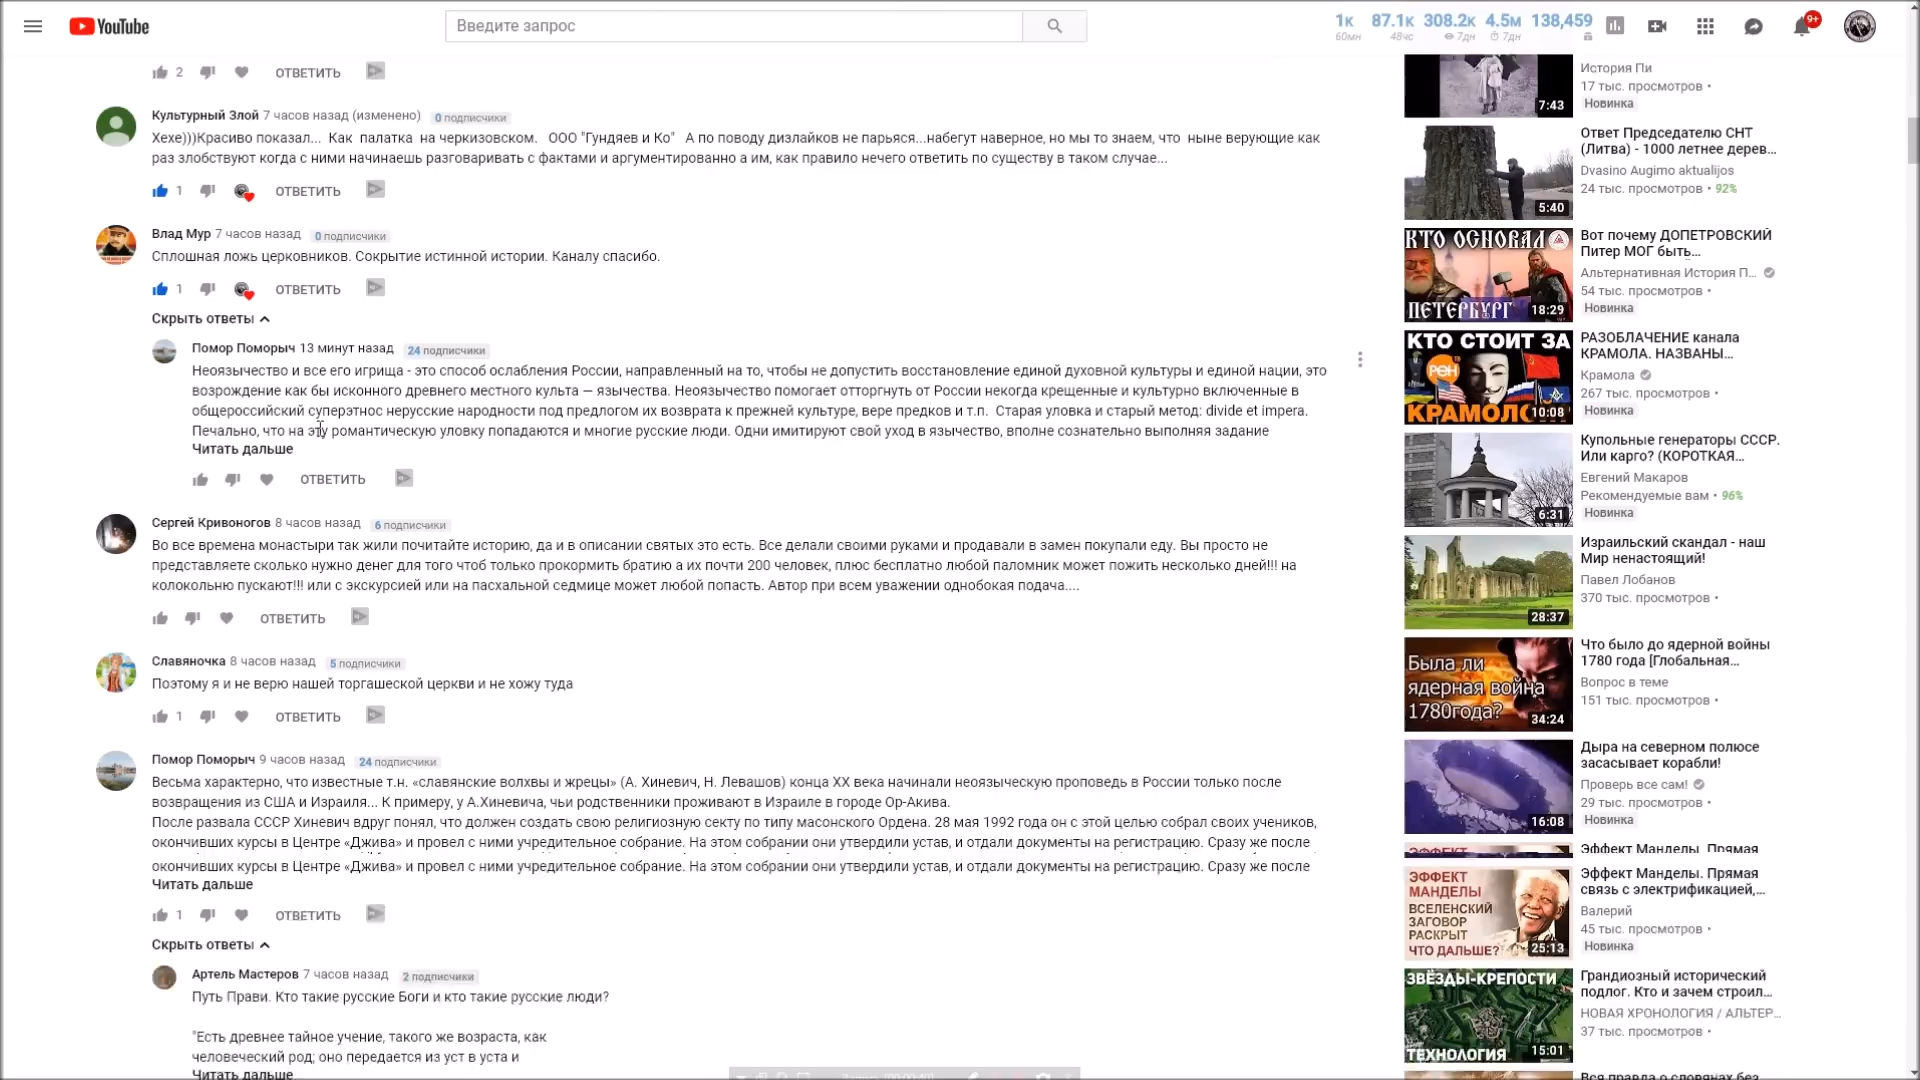 YouTube
Введите запрос
1к 87.1к 308.2к 4.5м 138,459
60мн 48чс 7дн 7дн
9+
2 ОТВЕТИТЬ
Культурный Злой 7 часов назад (изменено) 0 подписчики
Хехе)))Красиво показал... Как палатка на черкизовском. ООО "Гундяев и Ко" А по поводу дизлайков не парьяся...набегут наверное, но мы то знаем, что ныне верующие как
раз злобствуют когда с ними начинаешь разговаривать с фактами и аргументированно а им, как правило нечего ответить по существу в таком случае...
1 ОТВЕТИТЬ
Влад Мур 7 часов назад 0 подписчики
Сплошная ложь церковников. Сокрытие истинной истории. Каналу спасибо.
1 ОТВЕТИТЬ
Скрыть ответы
Помор Поморыч 13 минут назад 24 подписчики
Неоязычество и все его игрища - это способ ослабления России, направленный на то, чтобы не допустить восстановление единой духовной культуры и единой нации, это
возрождение как бы исконного древнего местного культа — язычества. Неоязычество помогает отторгнуть от России некогда крещенные и культурно включенные в
общероссийский суперэтнос нерусские народности под предлогом их возврата к прежней культуре, вере предков и т.п. Старая уловка и старый метод: divide et impera.
Печально, что на эту романтическую уловку попадаются и многие русские люди. Одни имитируют свой уход в язычество, вполне сознательно выполняя задание
Читать дальше
ОТВЕТИТЬ
Сергей Кривоногов 8 часов назад 6 подписчики
Во все времена монастыри так жили почитайте историю, да и в описании святых это есть. Все делали своими руками и продавали в замен покупали еду. Вы просто не
представляете сколько нужно денег для того чтоб только прокормить братию а их почти 200 человек, плюс бесплатно любой паломник может пожить несколько дней!!! на
колокольню пускают!!! или с экскурсией или на пасхальной седмице может любой попасть. Автор при всем уважении однобокая подача....
ОТВЕТИТЬ
Славяночка 8 часов назад 5 подписчики
Поэтому я и не верю нашей торгашеской церкви и не хожу туда
1 ОТВЕТИТЬ
Помор Поморыч 9 часов назад 24 подписчики
Весьма характерно, что известные т.н. «славянские волхвы и жрецы» (А. Хиневич, Н. Левашов) конца XX века начинали неоязыческую проповедь в России только после
возвращения из США и Израиля... К примеру, у А.Хиневича, чьи родственники проживают в Израиле в городе Ор-Акива.
После развала СССР Хиневич вдруг понял, что должен создать свою религиозную секту по типу масонского Ордена. 28 мая 1992 года он с этой целью собрал своих учеников,
окончивших курсы в Центре «Джива» и провел с ними учредительное собрание. На этом собрании они утвердили устав, и отдали документы на регистрацию. Сразу же после
окончивших курсы в Центре «Джива» и провел с ними учредительное собрание. На этом собрании они утвердили устав, и отдали документы на регистрацию. Сразу же после
Читать дальше
1 ОТВЕТИТЬ
Скрыть ответы
Артель Мастеров 7 часов назад 2 подписчики
Путь Прави. Кто такие русские Боги и кто такие русские люди?
"Есть древнее тайное учение, такого же возраста, как
человеческий род; оно передается из уст в уста и
Читать дальше
7:43
История Пи
17 тыс. просмотров •
Новинка
5:40
Ответ Председателю СНТ
(Литва) - 1000 летнее дерев...
Dvasino Augimo aktualijos
24 тыс. просмотров • 92%
КТО ОСНОВАЛ
ПЕТЕРБУРГ
18:29
Вот почему ДОПЕТРОВСКИЙ
Питер МОГ быть...
Альтернативная История П...
54 тыс. просмотров •
Новинка
КТО СТОИТ ЗА
РЕН
КРАМОЛО
10:08
РАЗОБЛАЧЕНИЕ канала
КРАМОЛА. НАЗВАНЫ...
Крамола
267 тыс. просмотров •
Новинка
6:31
Купольные генераторы СССР.
Или карго? (КОРОТКАЯ...
Евгений Макаров
Рекомендуемые вам • 96%
Новинка
28:37
Израильский скандал - наш
Мир ненастоящий!
Павел Лобанов
370 тыс. просмотров •
Была ли
ядерная война
1780года?
34:24
Что было до ядерной войны
1780 года [Глобальная...
Вопрос в теме
151 тыс. просмотров •
16:08
Дыра на северном полюсе
засасывает корабли!
Проверь все сам!
29 тыс. просмотров •
Новинка
ЭФФЕКТ
Эффект Манделы. Прямая
ЭФФЕКТ
МАНДЕЛЫ
ВСЕЛЕНСКИЙ
ЗАГОВОР
РАСКРЫТ
ЧТО ДАЛЬШЕ?
25:13
Эффект Манделы. Прямая
связь с электрификацией,...
Валерий
45 тыс. просмотров •
Новинка
ЗВЁЗДЫ-КРЕПОСТИ
ТЕХНОЛОГИЯ
15:01
Грандиозный исторический
подлог. Кто и зачем строил...
НОВАЯ ХРОНОЛОГИЯ / АЛЬТЕР...
37 тыс. просмотров •
Вся правда о словянах без